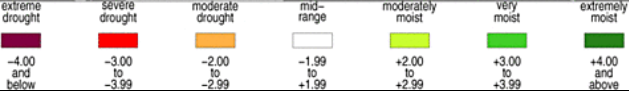 extreme severe moderate mid- moderately very extremely
drought drought drought range moist moist moist
-4.00 -3.00 -2.00 -1.99 +2.00 +3.00 +4.00
and to to to to to and
below -3.99 -2.99 +1.99 +2.99 +3.99 above